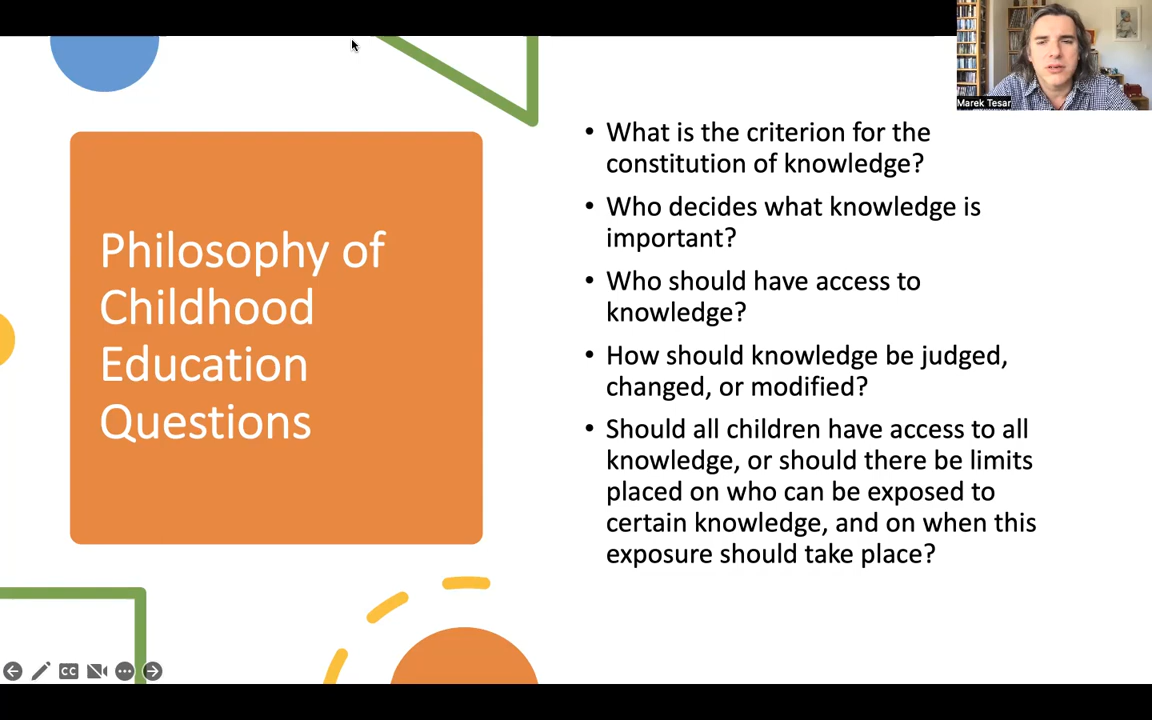 Marek Tesar
Philosophy of
Childhood
Education
Questions
• What is the criterion for the
constitution of knowledge?
• Who decides what knowledge is
important?
• Who should have access to
knowledge?
• How should knowledge be judged,
changed, or modified?
• Should all children have access to all
knowledge, or should there be limits
placed on who can be exposed to
certain knowledge, and on when this
exposure should take place?
CC